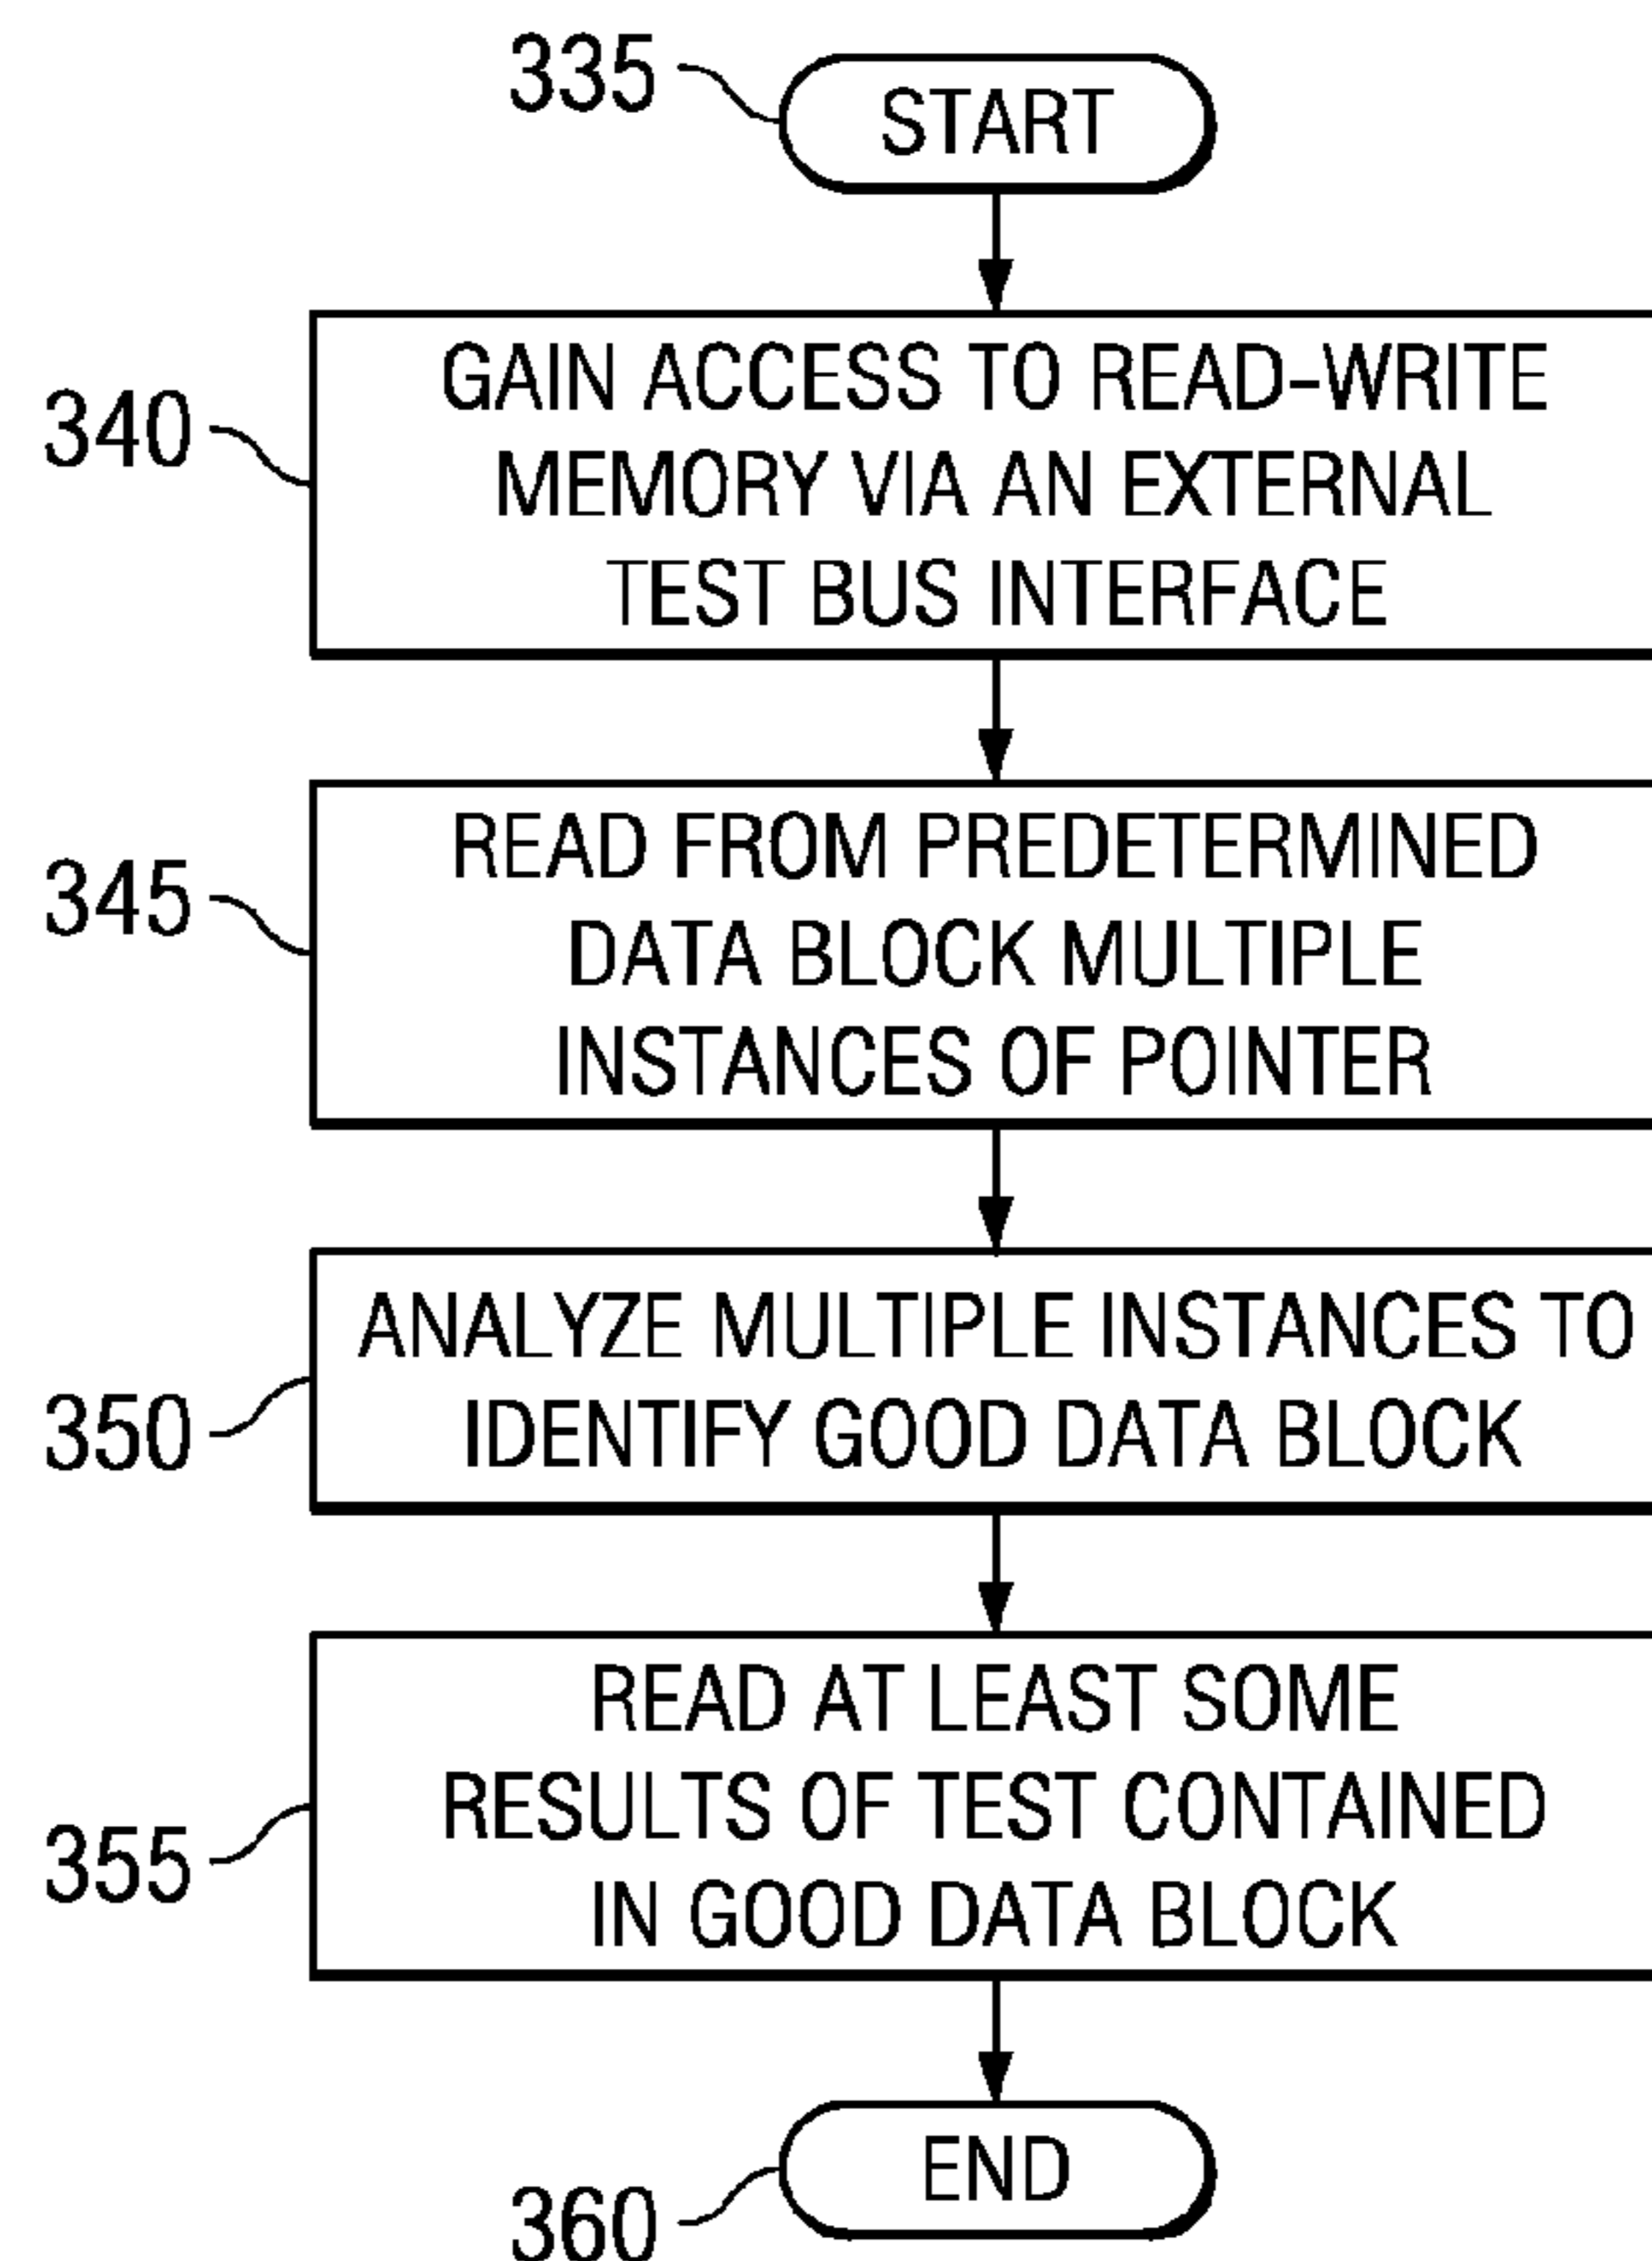 335
START
340
GAIN ACCESS TO READ-WRITE
MEMORY VIA AN EXTERNAL
TEST BUS INTERFACE
345
READ FROM PREDETERMINED
DATA BLOCK MULTIPLE
INSTANCES OF POINTER
350
ANALYZE MULTIPLE INSTANCES TO
IDENTIFY GOOD DATA BLOCK
355
READ AT LEAST SOME
RESULTS OF TEST CONTAINED
IN GOOD DATA BLOCK
360
END